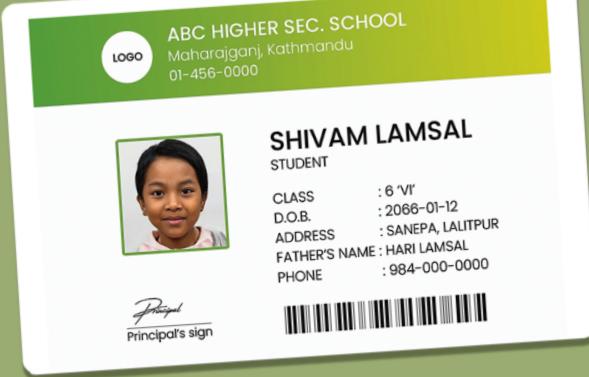 LOGO
ABC HIGHER SEC. SCHOOL
Maharajganj, Kathmandu
01-456-0000
SHIVAM LAMSAL
STUDENT
CLASS : 6 'VI'
D.O.B. : 2066-01-12
ADDRESS : SANEPA, LALITPUR
FATHER'S NAME : HARI LAMSAL
PHONE : 984-000-0000
Principal
Principal's sign